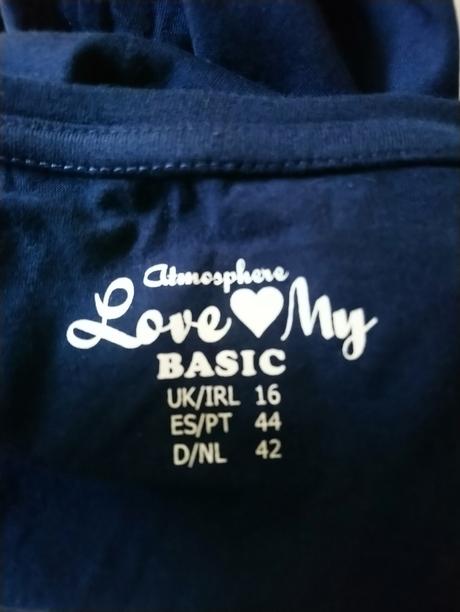 Atmosphere
Love My
BASIC
UK/IRL 16
ES/PT 44
D/NL 42